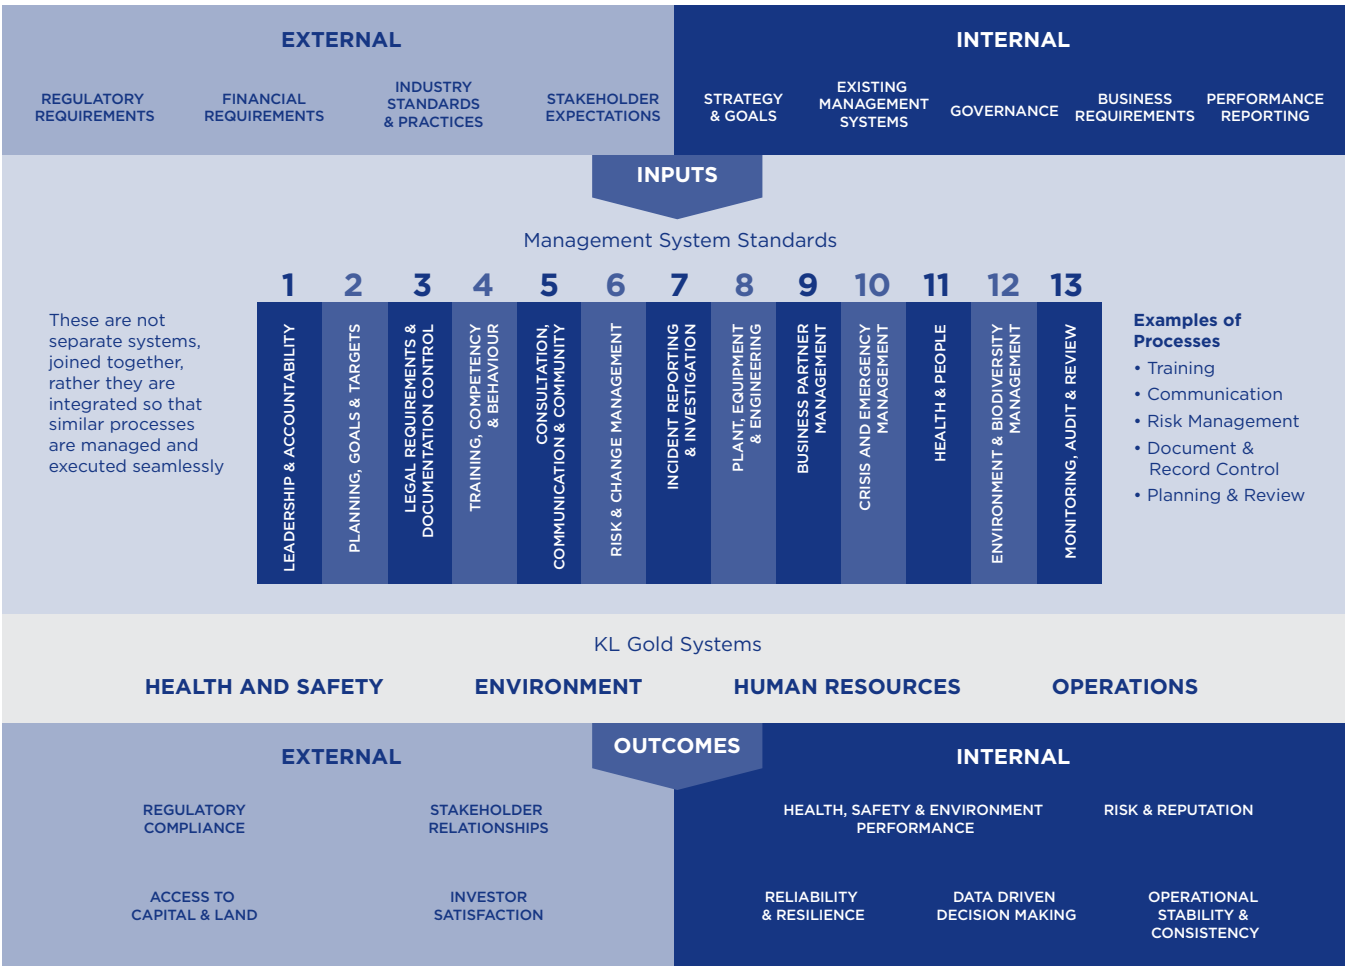 EXTERNAL
REGULATORY
REQUIREMENTS
FINANCIAL
REQUIREMENTS
INDUSTRY
STANDARDS
& PRACTICES
STAKEHOLDER
EXPECTATIONS
INTERNAL
STRATEGY
& GOALS
EXISTING
MANAGEMENT
SYSTEMS
GOVERNANCE
BUSINESS
REQUIREMENTS
PERFORMANCE
REPORTING
INPUTS
Management System Standards
These are not
separate systems,
joined together,
rather they are
integrated so that
similar processes
are managed and
executed seamlessly
1
LEADERSHIP & ACCOUNTABILITY
2
PLANNING, GOALS & TARGETS
3
LEGAL REQUIREMENTS &
DOCUMENTATION CONTROL
4
TRAINING, COMPETENCY
& BEHAVIOUR
5
CONSULTATION,
COMMUNICATION & COMMUNITY
6
RISK & CHANGE MANAGEMENT
7
INCIDENT REPORTING
& INVESTIGATION
8
PLANT, EQUIPMENT
& ENGINEERING
9
BUSINESS PARTNER
MANAGEMENT
10
CRISIS AND EMERGENCY
MANAGEMENT
11
HEALTH & PEOPLE
12
ENVIRONMENT & BIODIVERSITY
MANAGEMENT
13
MONITORING, AUDIT & REVIEW
Examples of
Processes
• Training
• Communication
• Risk Management
• Document &
Record Control
• Planning & Review
KL Gold Systems
HEALTH AND SAFETY
ENVIRONMENT
HUMAN RESOURCES
OPERATIONS
OUTCOMES
EXTERNAL
REGULATORY
COMPLIANCE
STAKEHOLDER
RELATIONSHIPS
ACCESS TO
CAPITAL & LAND
INVESTOR
SATISFACTION
INTERNAL
HEALTH, SAFETY & ENVIRONMENT
PERFORMANCE
RISK & REPUTATION
RELIABILITY
& RESILIENCE
DATA DRIVEN
DECISION MAKING
OPERATIONAL
STABILITY &
CONSISTENCY